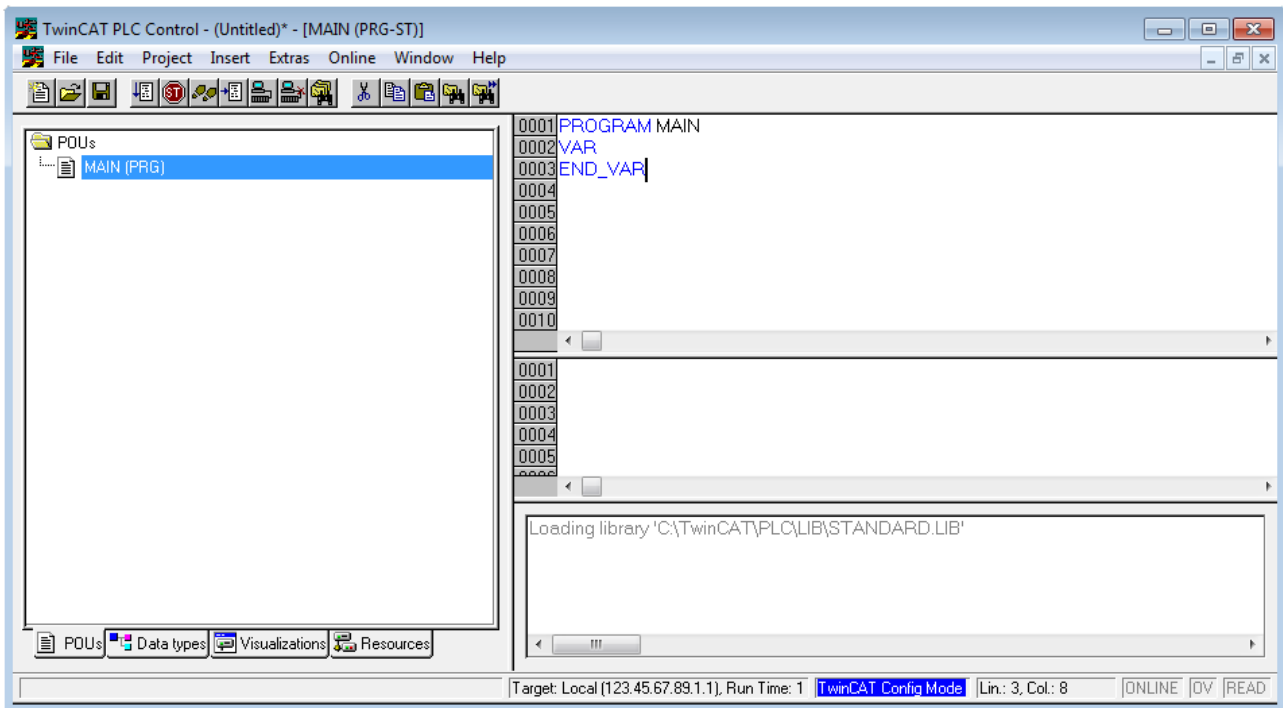 TwinCAT PLC Control - (Untitled)* - [MAIN (PRG-ST)]
File Edit Project Insert Extras Online Window Help
POUs
MAIN (PRG)
0001 PROGRAM MAIN
0002 VAR
0003 END_VAR
0004
0005
0006
0007
0008
0009
0010
0001
0002
0003
0004
0005
Loading library 'C:\TwinCAT\PLC\LIB\STANDARD.LIB'
POUs Data types Visualizations Resources
Target: Local (123.45.67.89.1.1), Run Time: 1 TwinCAT Config Mode Lin.: 3, Col.: 8 ONLINE OV READ